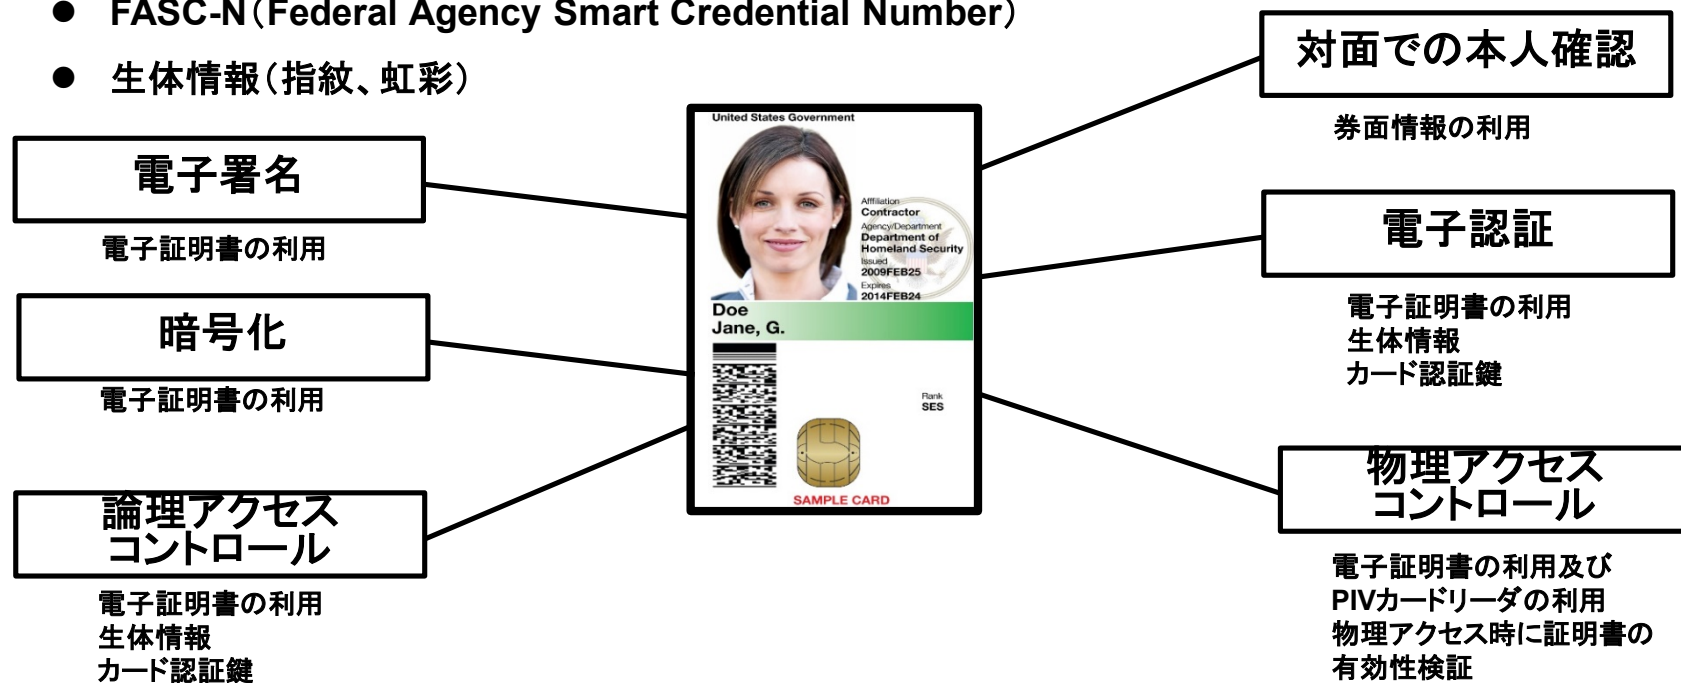 ● FASC-N（Federal Agency Smart Credential Number）
● 生体情報（指紋、虹彩）
対面での本人確認
券面情報の利用
電子署名
電子証明書の利用
暗号化
電子証明書の利用
論理アクセス
コントロール
電子証明書の利用
生体情報
カード認証鍵
United States Government
Affiliation
Contractor
Agency/Department
Department of
Homeland Security
Issued
2009FEB25
Expires
2014FEB24
Doe
Jane, G.
Rank
SES
SAMPLE CARD
電子認証
電子証明書の利用
生体情報
カード認証鍵
物理アクセス
コントロール
電子証明書の利用及び
PIVカードリーダの利用
物理アクセス時に証明書の
有効性検証